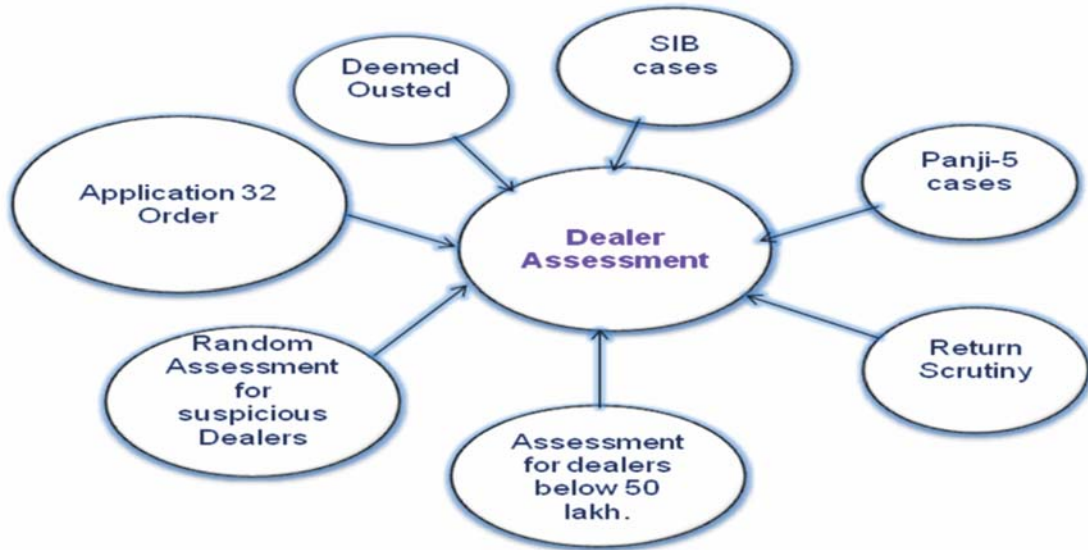 Deemed
Ousted
SIB
cases
Panji-5
cases
Application 32
Order
Dealer
Assessment
Return
Scrutiny
Random
Assessment
for
suspicious
Dealers
Assessment
for dealers
below 50
lakh.